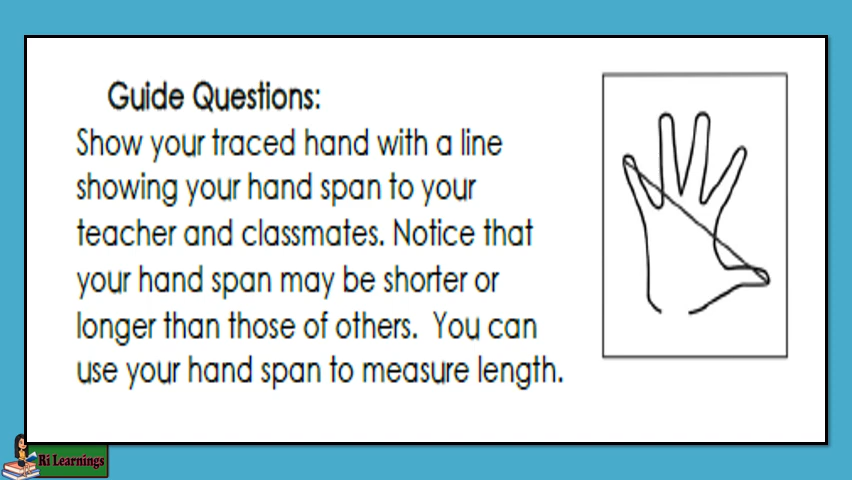 Guide Questions:
Show your traced hand with a line
showing your hand span to your
teacher and classmates. Notice that
your hand span may be shorter or
longer than those of others. You can
use your hand span to measure length.
Ri Learnings